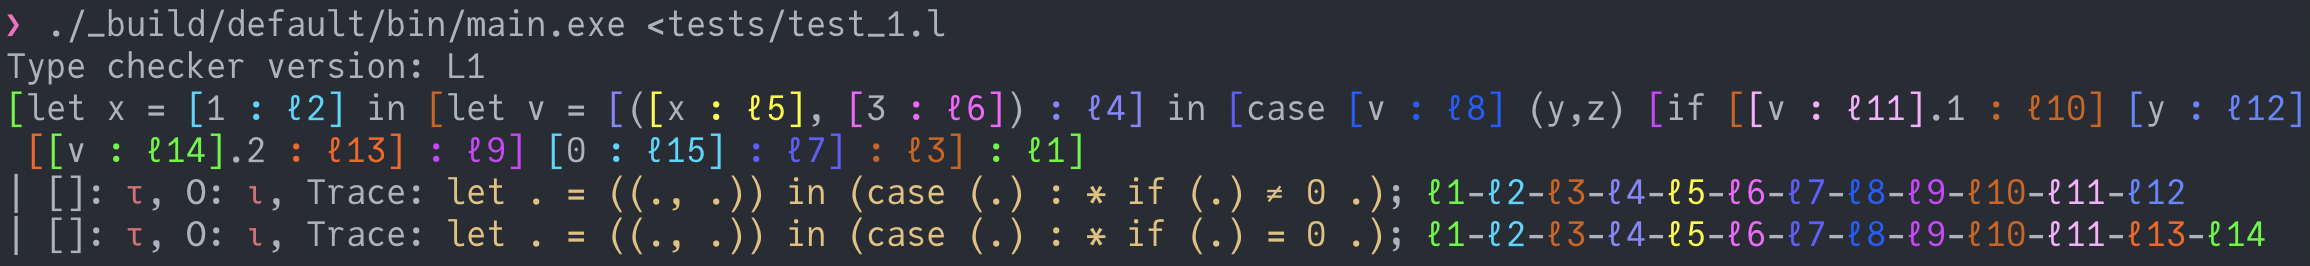 ❯ ./_build/default/bin/main.exe <tests/test_1.l
Type checker version: L1
[let x = [1 : ℓ2] in [let v = [([x : ℓ5], [3 : ℓ6]) : ℓ4] in [case [v : ℓ8] (y,z) [if [[v : ℓ11].1 : ℓ10] [y : ℓ12]
 [[v : ℓ14].2 : ℓ13] : ℓ9] [0 : ℓ15] : ℓ7] : ℓ3] : ℓ1]
| []: τ, O: ι, Trace: let . = ((., .)) in (case (.) : * if (.) ≠ 0 .); ℓ1-ℓ2-ℓ3-ℓ4-ℓ5-ℓ6-ℓ7-ℓ8-ℓ9-ℓ10-ℓ11-ℓ12
| []: τ, O: ι, Trace: let . = ((., .)) in (case (.) : * if (.) = 0 .); ℓ1-ℓ2-ℓ3-ℓ4-ℓ5-ℓ6-ℓ7-ℓ8-ℓ9-ℓ10-ℓ11-ℓ13-ℓ14